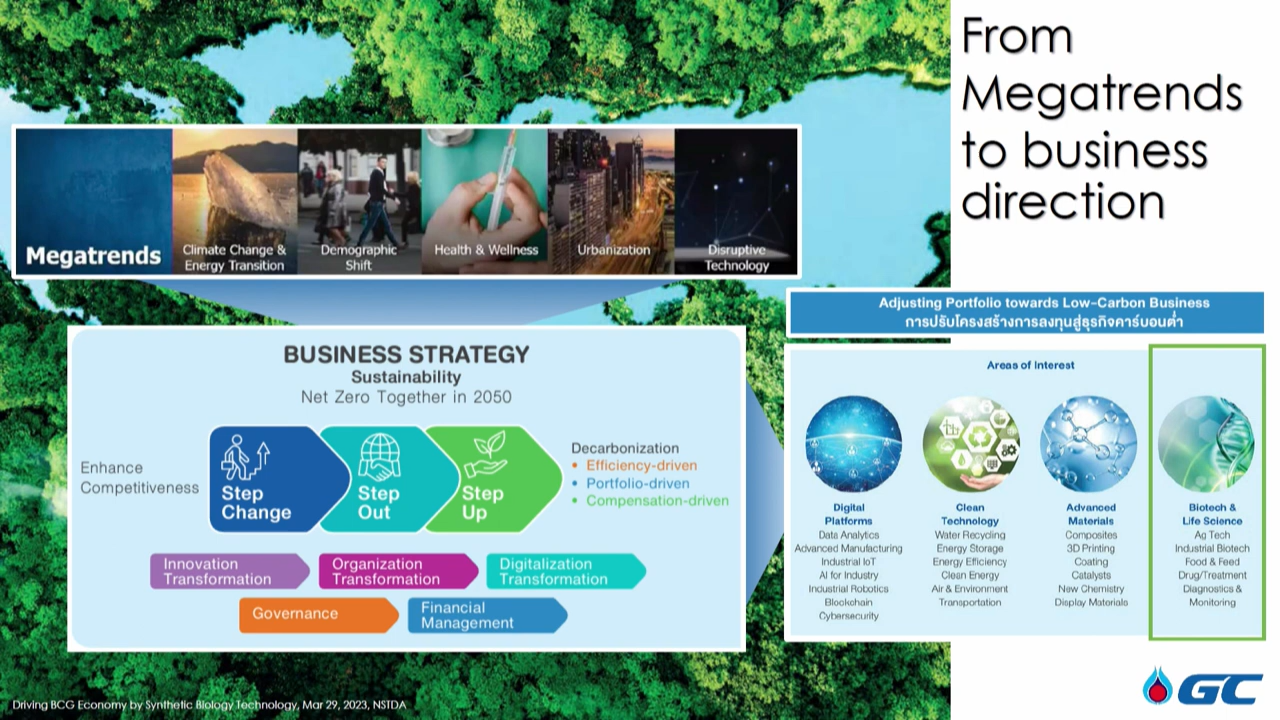 From
Megatrends
to business
direction
Megatrends
Climate Change &
Energy Transition
Demographic
Shift
Health & Wellness
Urbanization
Disruptive
Technology
BUSINESS STRATEGY
Sustainability
Net Zero Together in 2050
Enhance
Competitiveness
Step
Change
Step
Out
Step
Up
Decarbonization
• Efficiency-driven
• Portfolio-driven
• Compensation-driven
Innovation
Transformation
Organization
Transformation
Digitalization
Transformation
Governance
Financial
Management
Adjusting Portfolio towards Low-Carbon Business
การปรับโครงสร้างการลงทุนสู่ธุรกิจคาร์บอนต่ำ
Areas of Interest
Digital
Platforms
Data Analytics
Advanced Manufacturing
Industrial IoT
AI for Industry
Industrial Robotics
Blockchain
Cybersecurity
Clean
Technology
Water Recycling
Energy Storage
Energy Efficiency
Clean Energy
Air & Environment
Transportation
Advanced
Materials
Composites
3D Printing
Coating
Catalysts
New Chemistry
Display Materials
Biotech &
Life Science
Ag Tech
Industrial Biotech
Food & Feed
Drug/Treatment
Diagnostics &
Monitoring
Driving BCG Economy by Synthetic Biology Technology, Mar 29, 2023, NSTDA
GC